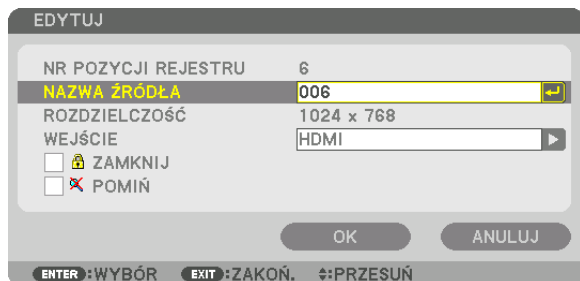 EDYTUJ
NR POZYCJI REJESTRU 6
NAZWA ŹRÓDŁA 006
ROZDZIELCZOŚĆ 1024 x 768
WEJŚCIE HDMI
ZAMKNIJ
POMIŃ
OK ANULUJ
ENTER:WYBÓR EXIT:ZAKOŃ. :PRZESUŃ